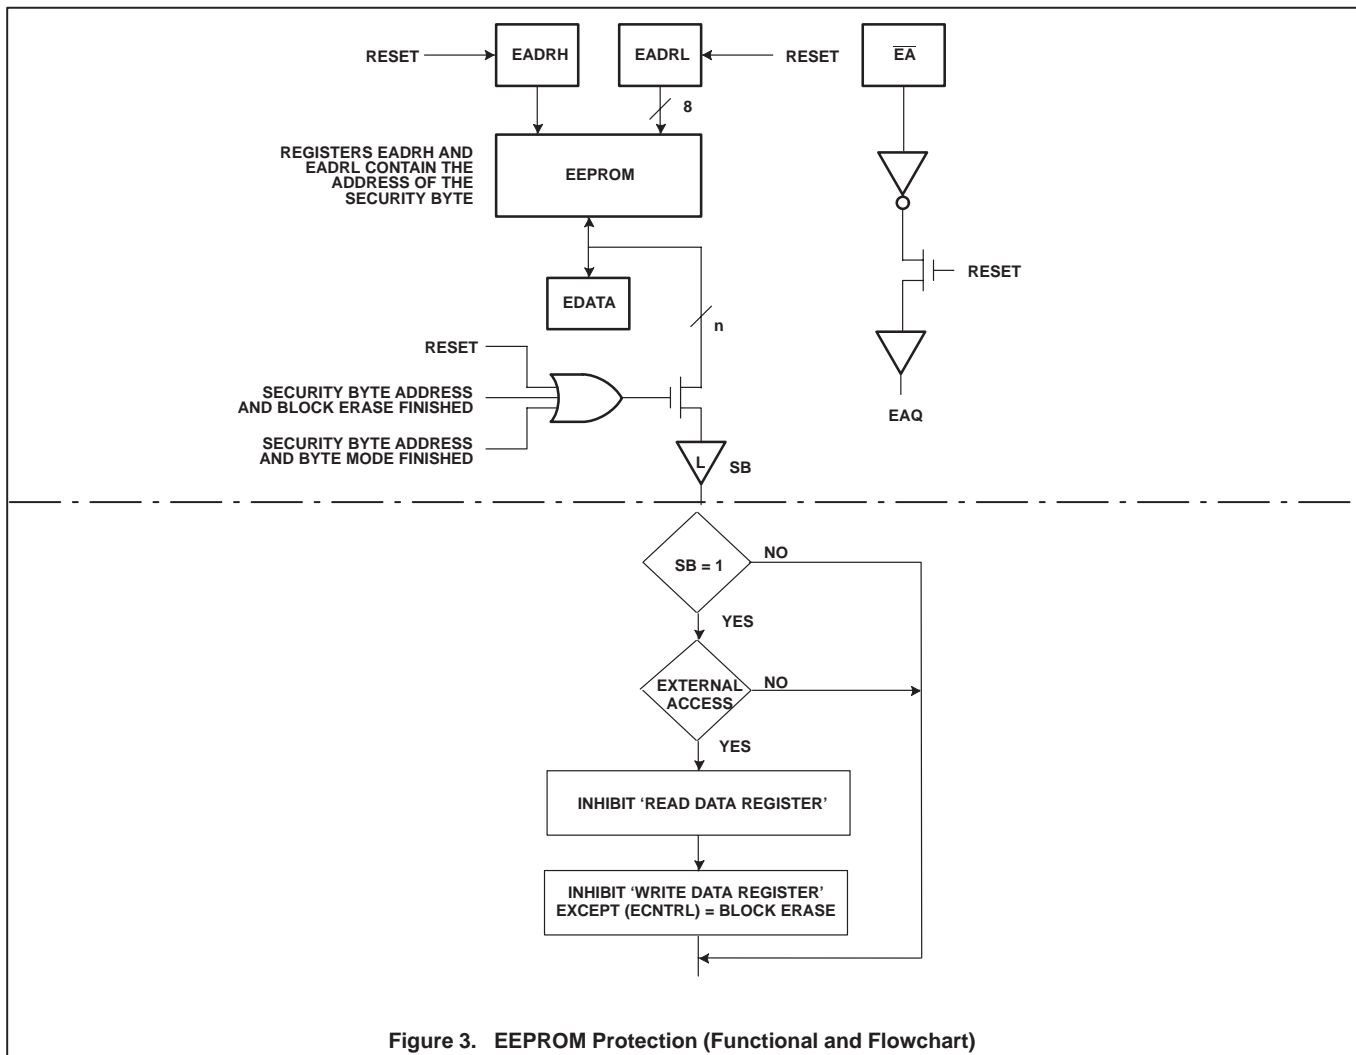 RESET
EADRH
EADRL
RESET
EA
8
REGISTERS EADRH AND
EADRL CONTAIN THE
ADDRESS OF THE
SECURITY BYTE
EEPROM
RESET
EDATA
n
RESET
SECURITY BYTE ADDRESS
AND BLOCK ERASE FINISHED
EAQ
SECURITY BYTE ADDRESS
AND BYTE MODE FINISHED
L
SB
SB = 1
NO
YES
EXTERNAL
ACCESS
NO
YES
INHIBIT ‘READ DATA REGISTER’
INHIBIT ‘WRITE DATA REGISTER’
EXCEPT (ECNTRL) = BLOCK ERASE
Figure 3. EEPROM Protection (Functional and Flowchart)